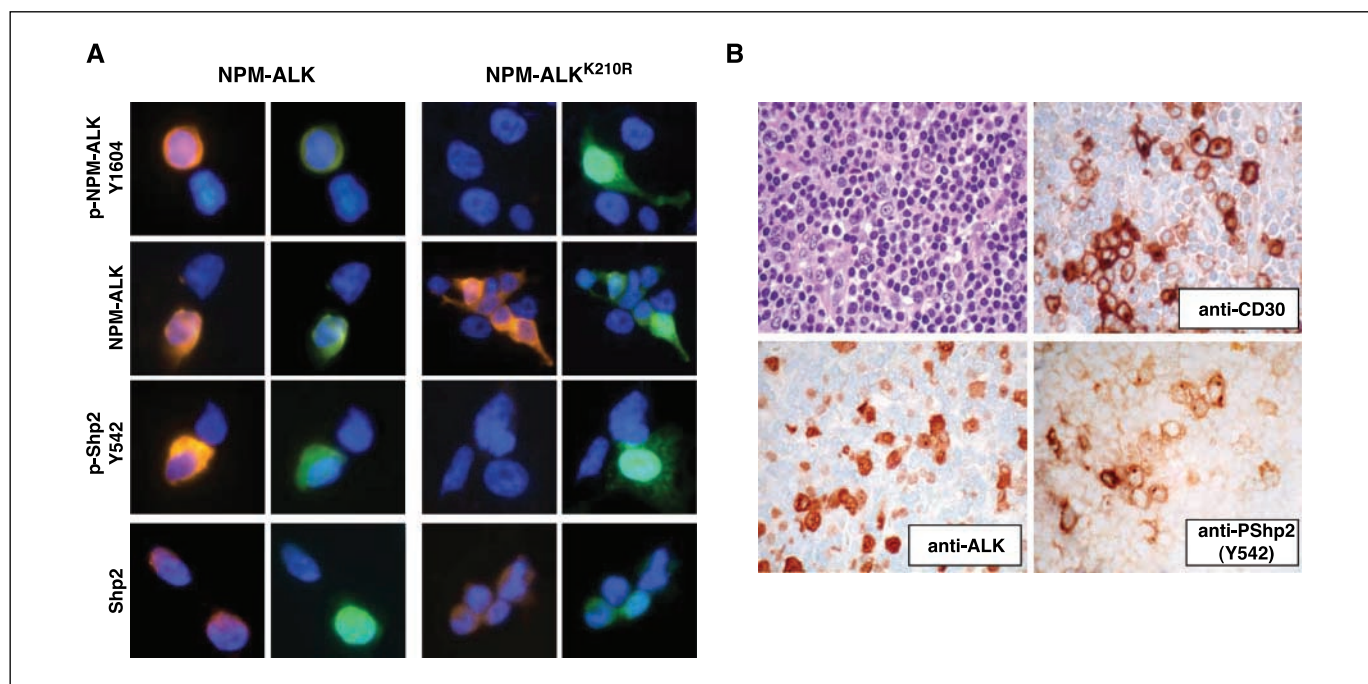 A
NPM-ALK
NPM-ALK^K210R
p-NPM-ALK
Y1604
NPM-ALK
p-Shp2
Y542
Shp2
B
anti-CD30
anti-ALK
anti-PShp2
(Y542)